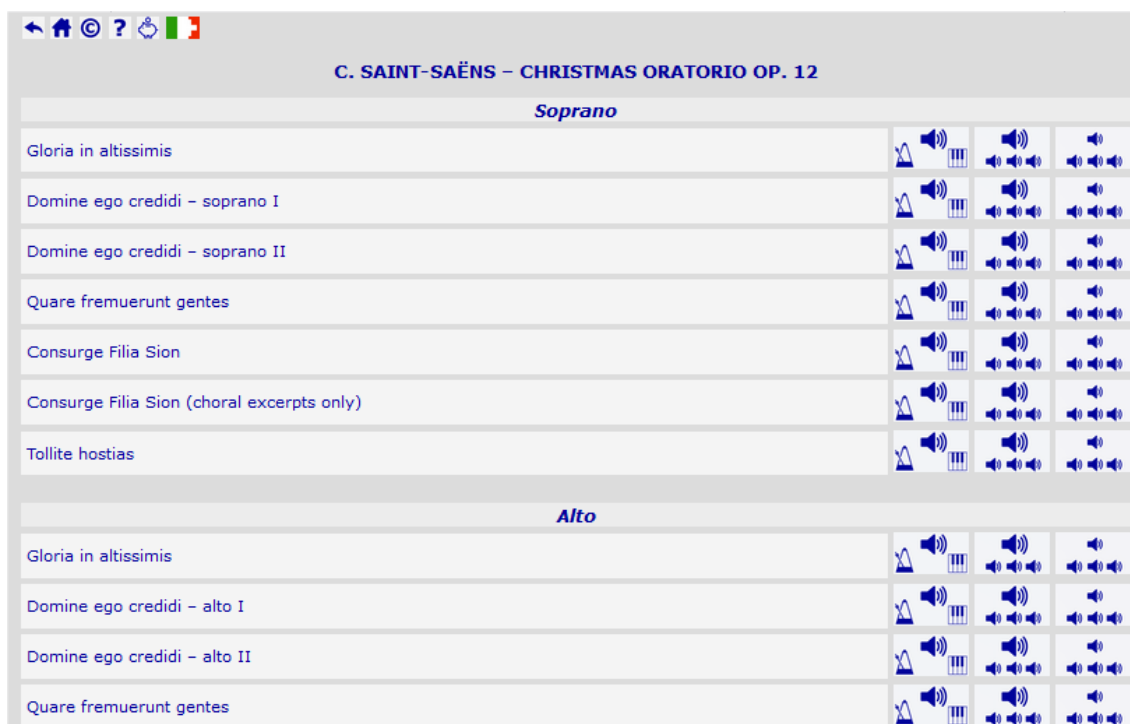 © ?
C. SAINT-SAËNS – CHRISTMAS ORATORIO OP. 12
Soprano
Gloria in altissimis
Domine ego credidi – soprano I
Domine ego credidi – soprano II
Quare fremuerunt gentes
Consurge Filia Sion
Consurge Filia Sion (choral excerpts only)
Tollite hostias
Alto
Gloria in altissimis
Domine ego credidi – alto I
Domine ego credidi – alto II
Quare fremuerunt gentes